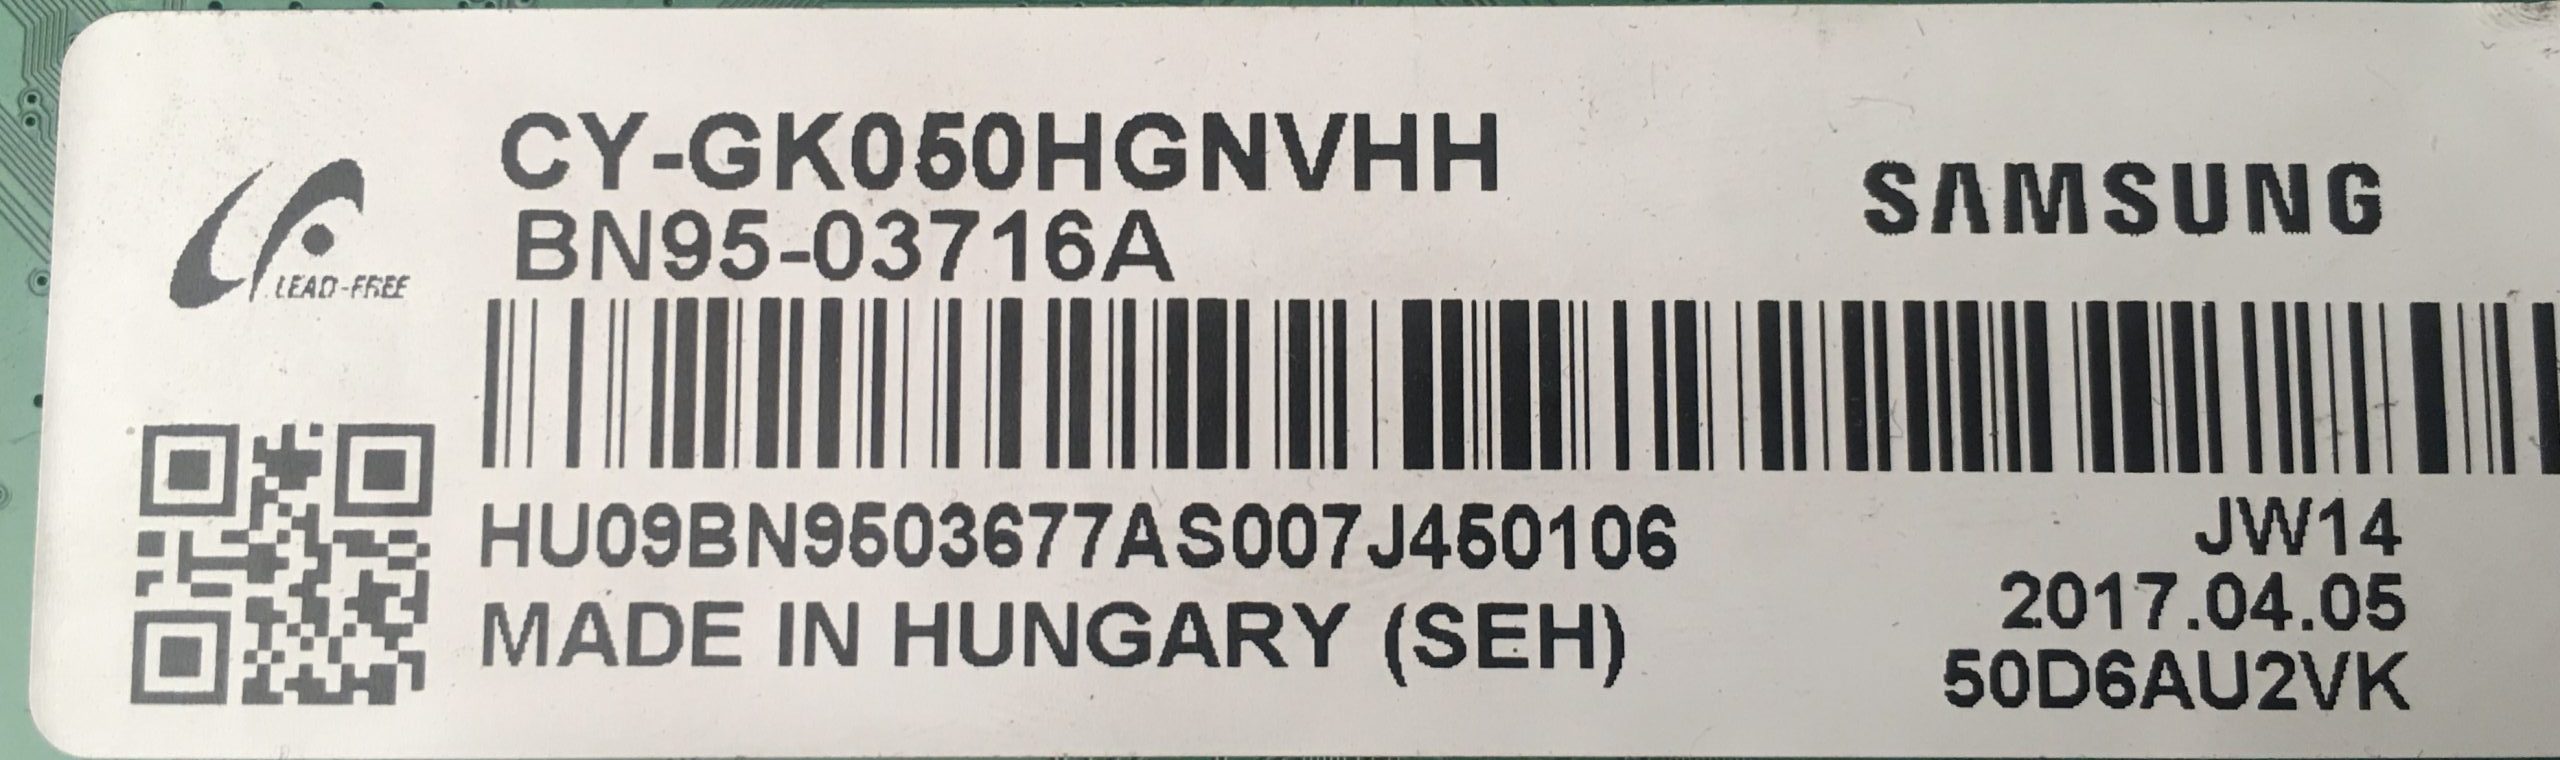 CY-GK050HGNVHH
BN95-03716A
SAMSUNG
LEAD-FREE
HU09BN9503677AS007J450106
MADE IN HUNGARY (SEH)
JW14
2017.04.05
50D6AU2VK